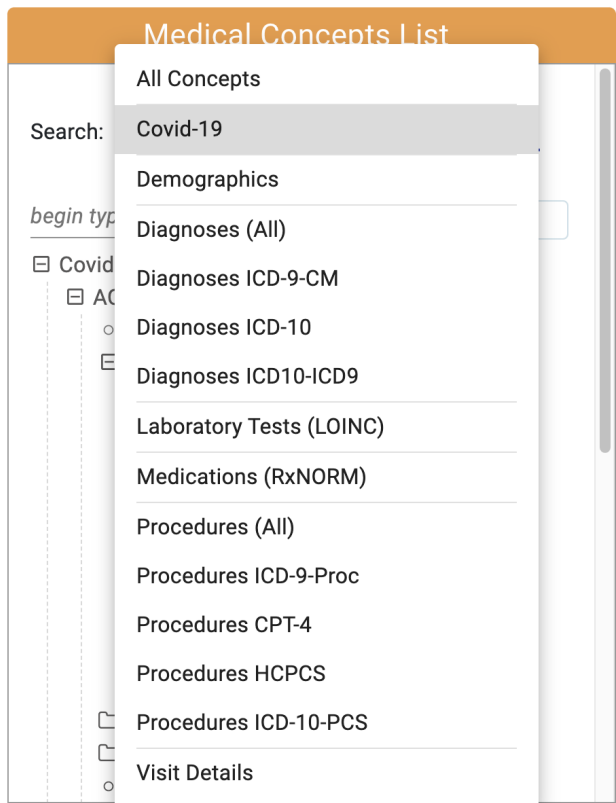 Medical Concepts List
All Concepts
Search:
Covid-19
Demographics
begin typ
Diagnoses (All)
Covid
Diagnoses ICD-9-CM
AC
Diagnoses ICD-10
Diagnoses ICD10-ICD9
Laboratory Tests (LOINC)
Medications (RxNORM)
Procedures (All)
Procedures ICD-9-Proc
Procedures CPT-4
Procedures HCPCS
Procedures ICD-10-PCS
Visit Details